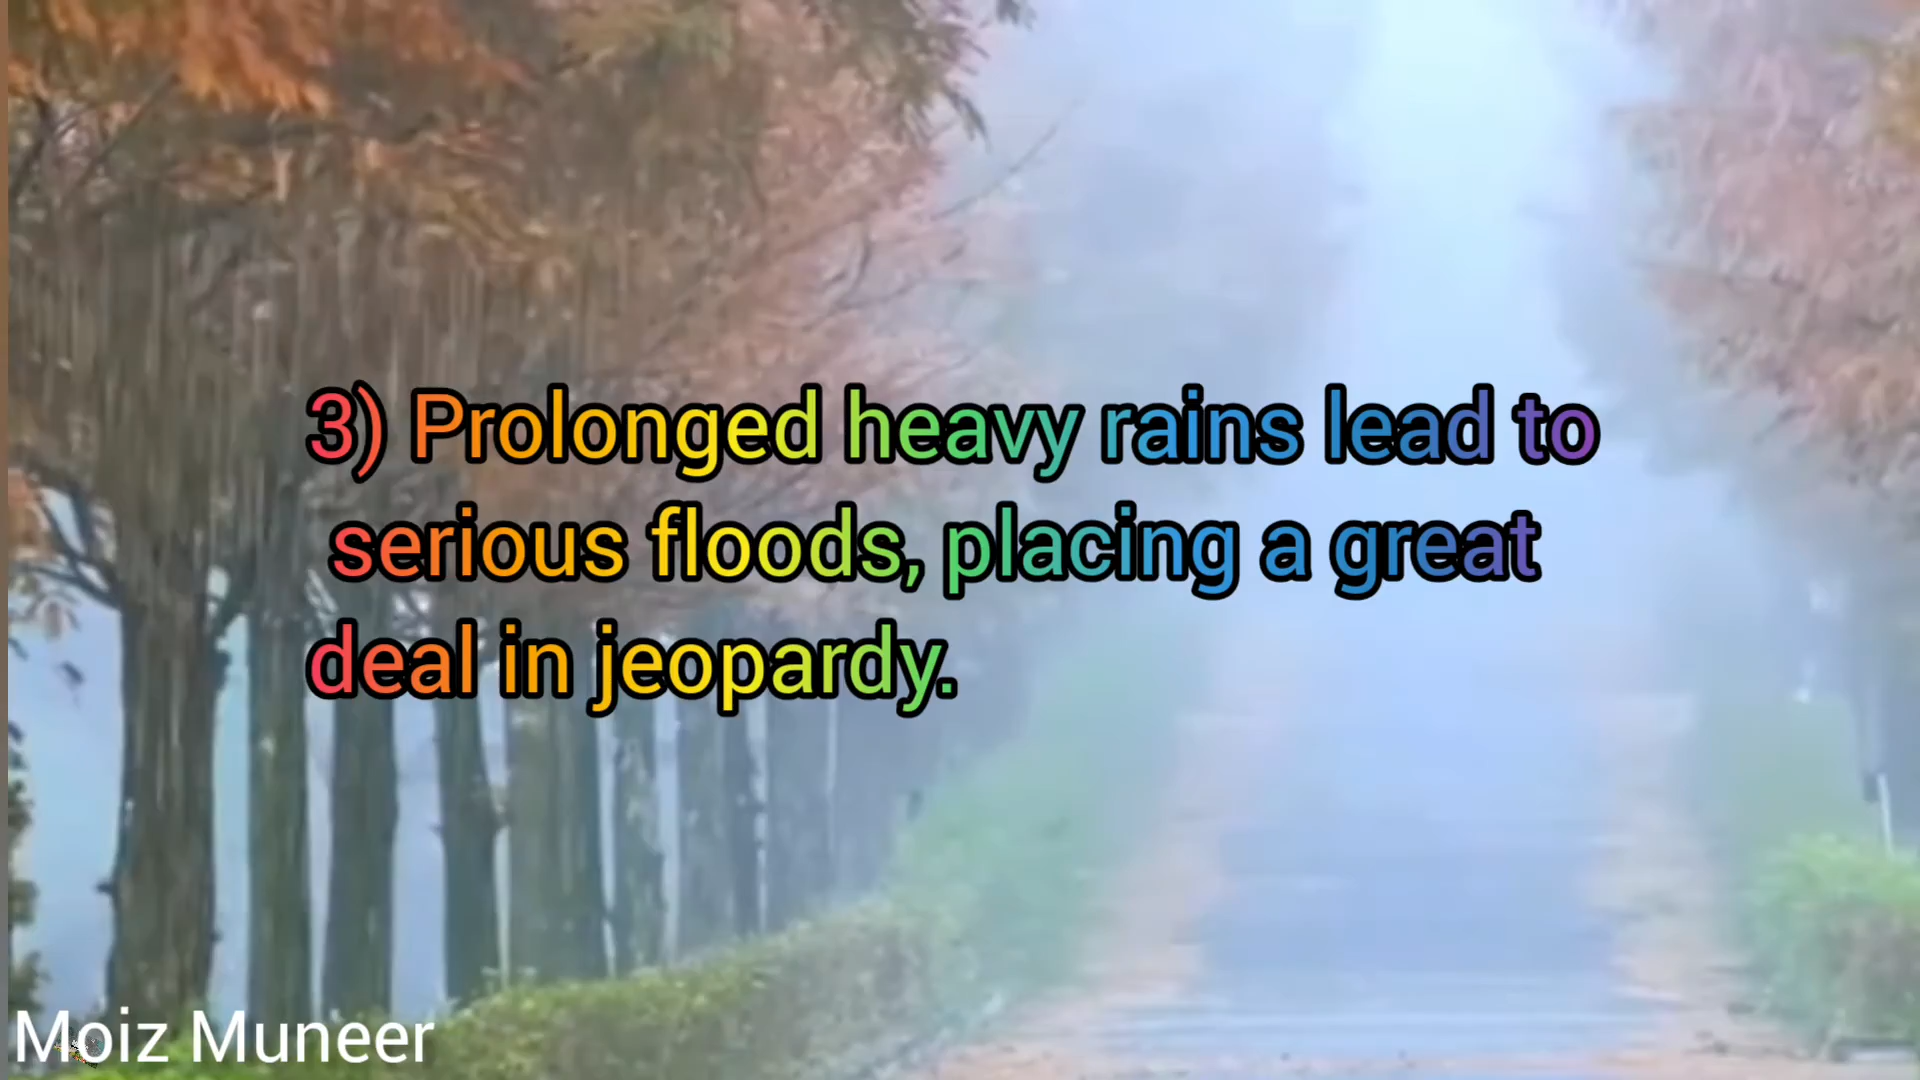 3) Prolonged heavy rains lead to
serious floods, placing a great
deal in jeopardy.
Moiz Muneer